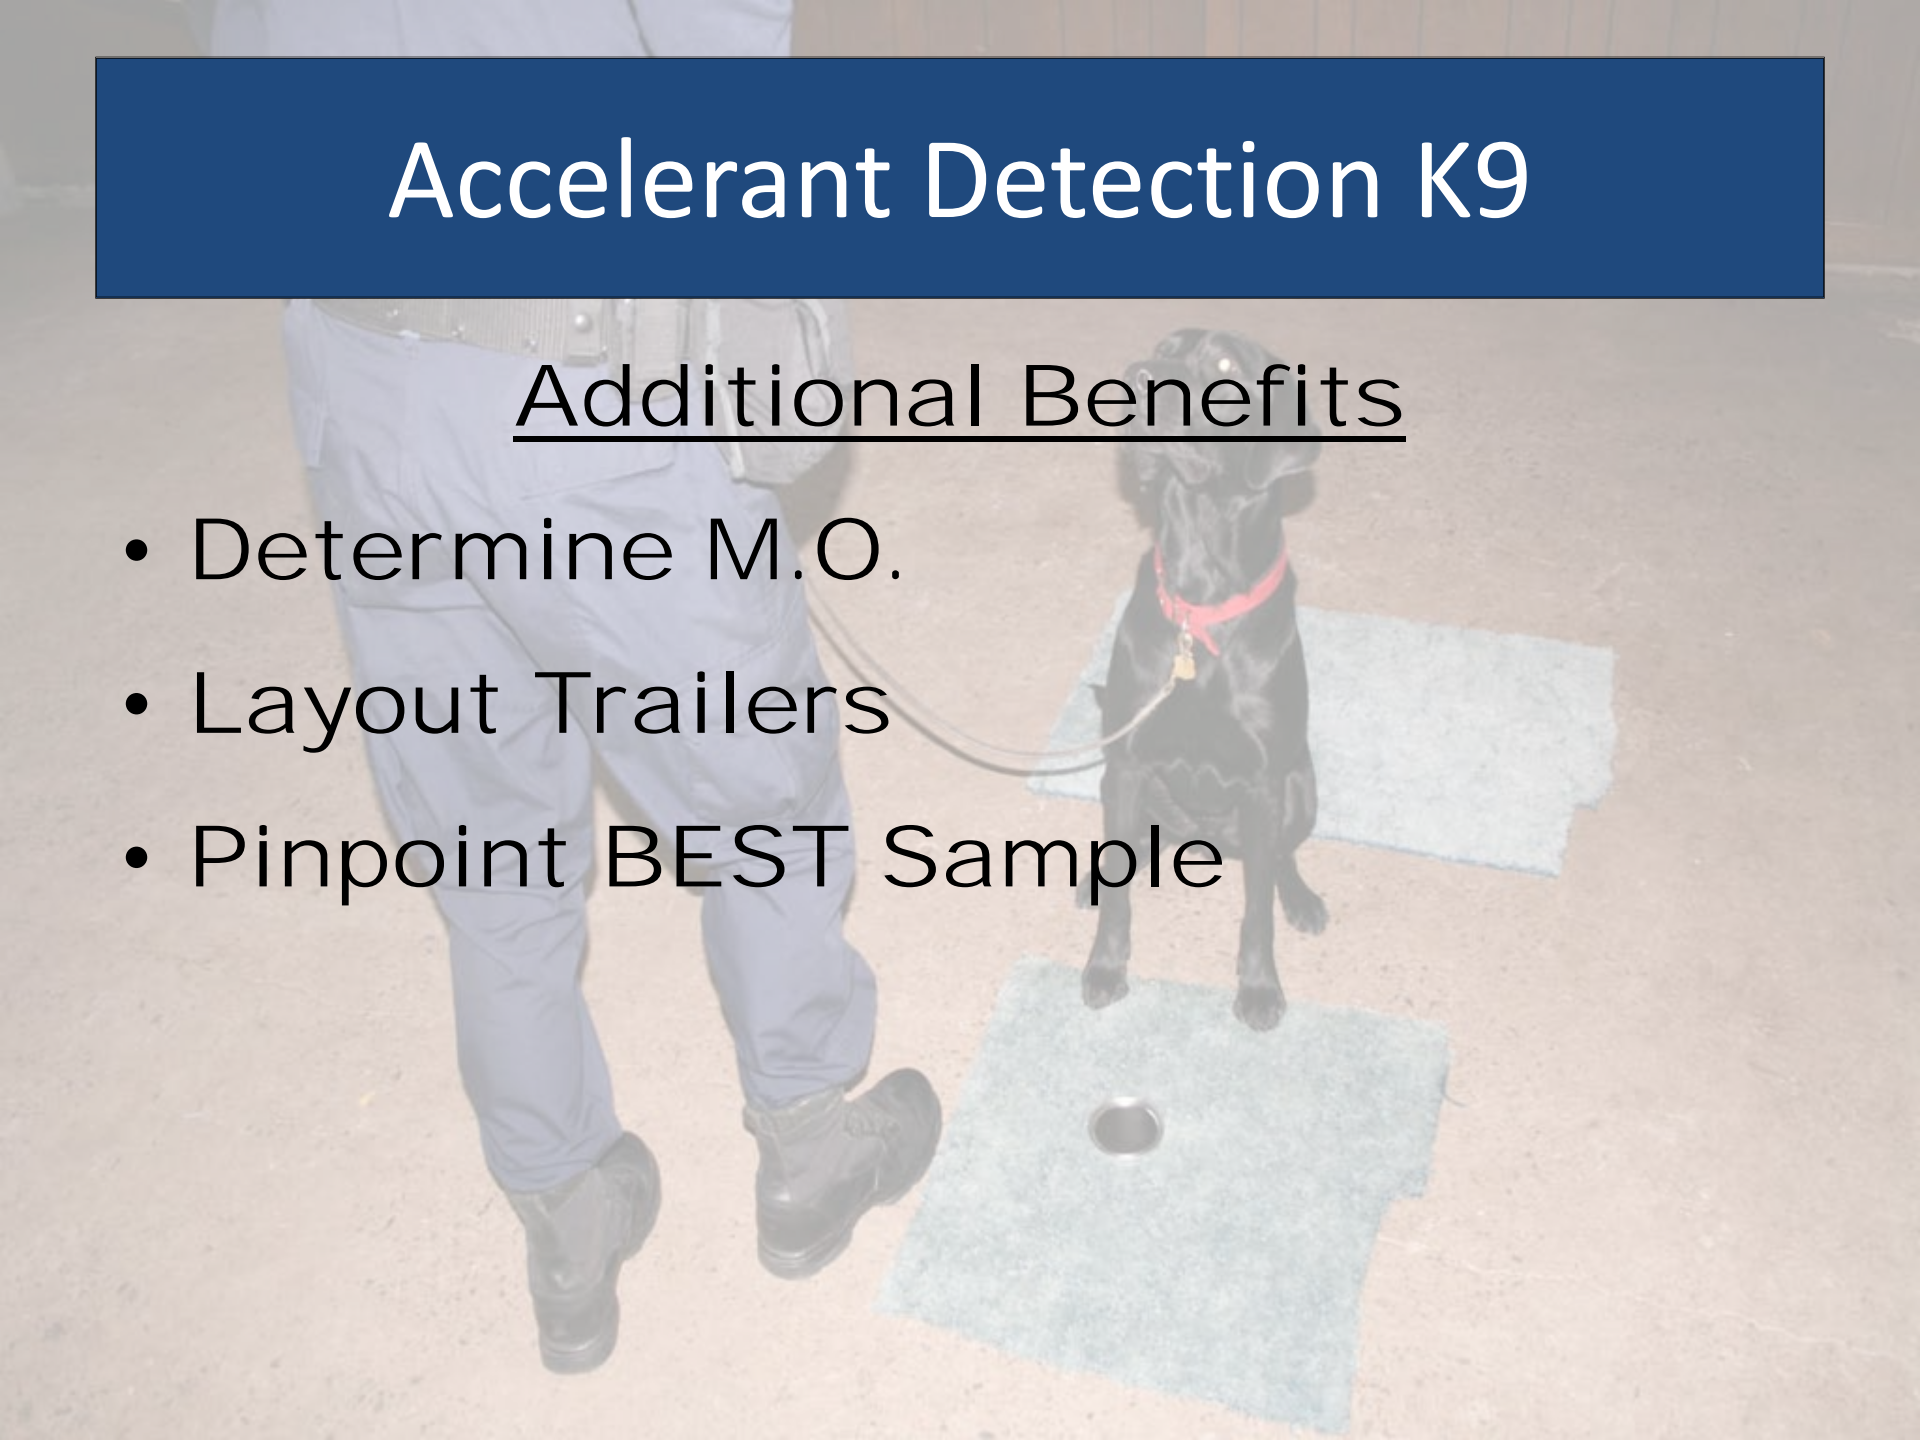 Accelerant Detection K9
Additional Benefits
• Determine M.O.
• Layout Trailers
• Pinpoint BEST Sample